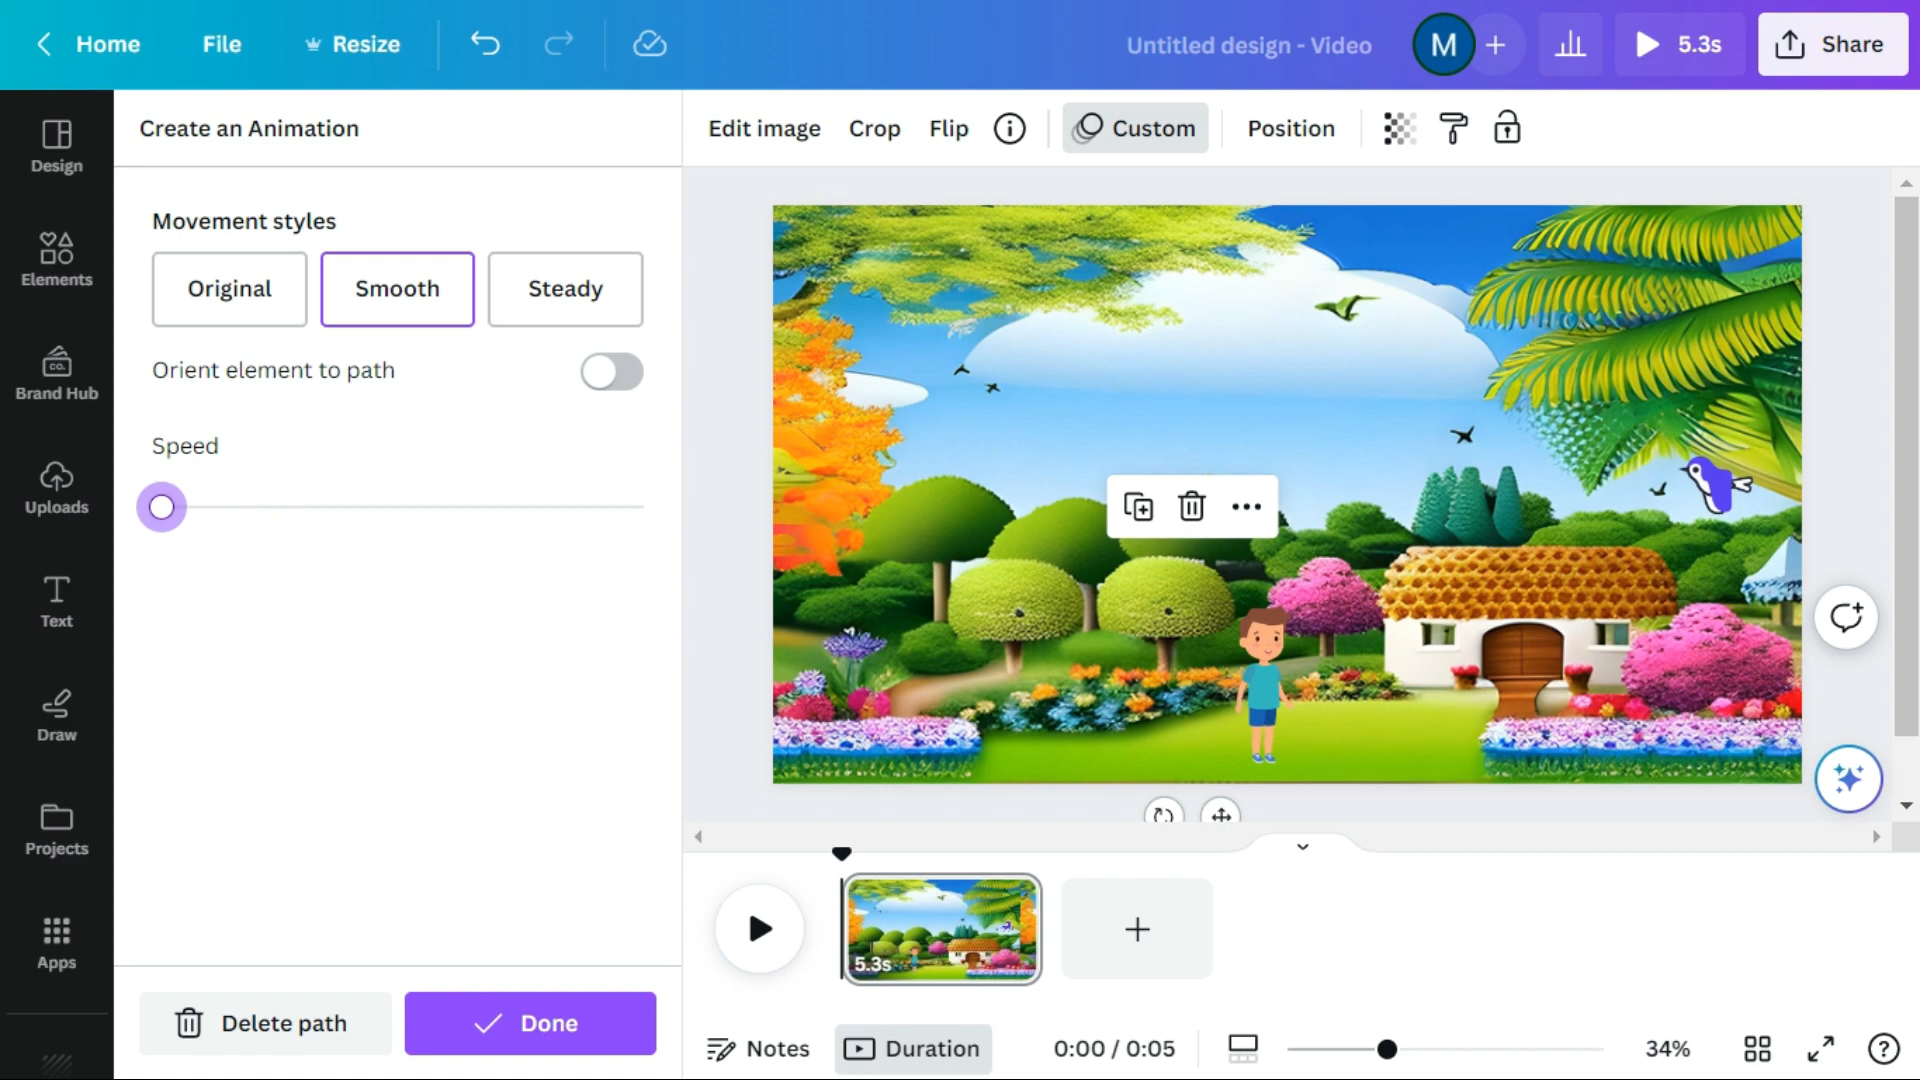 Home
File
Resize
Untitled design - Video
M
5.3s
Share
Design
Elements
CO.
Brand Hub
Uploads
Text
Draw
Projects
Apps
Create an Animation
Movement styles
Original
Smooth
Steady
Orient element to path
Speed
Delete path
Done
Edit image
Crop
Flip
Custom
Position
5.3s
Notes
Duration
0:00 / 0:05
34%